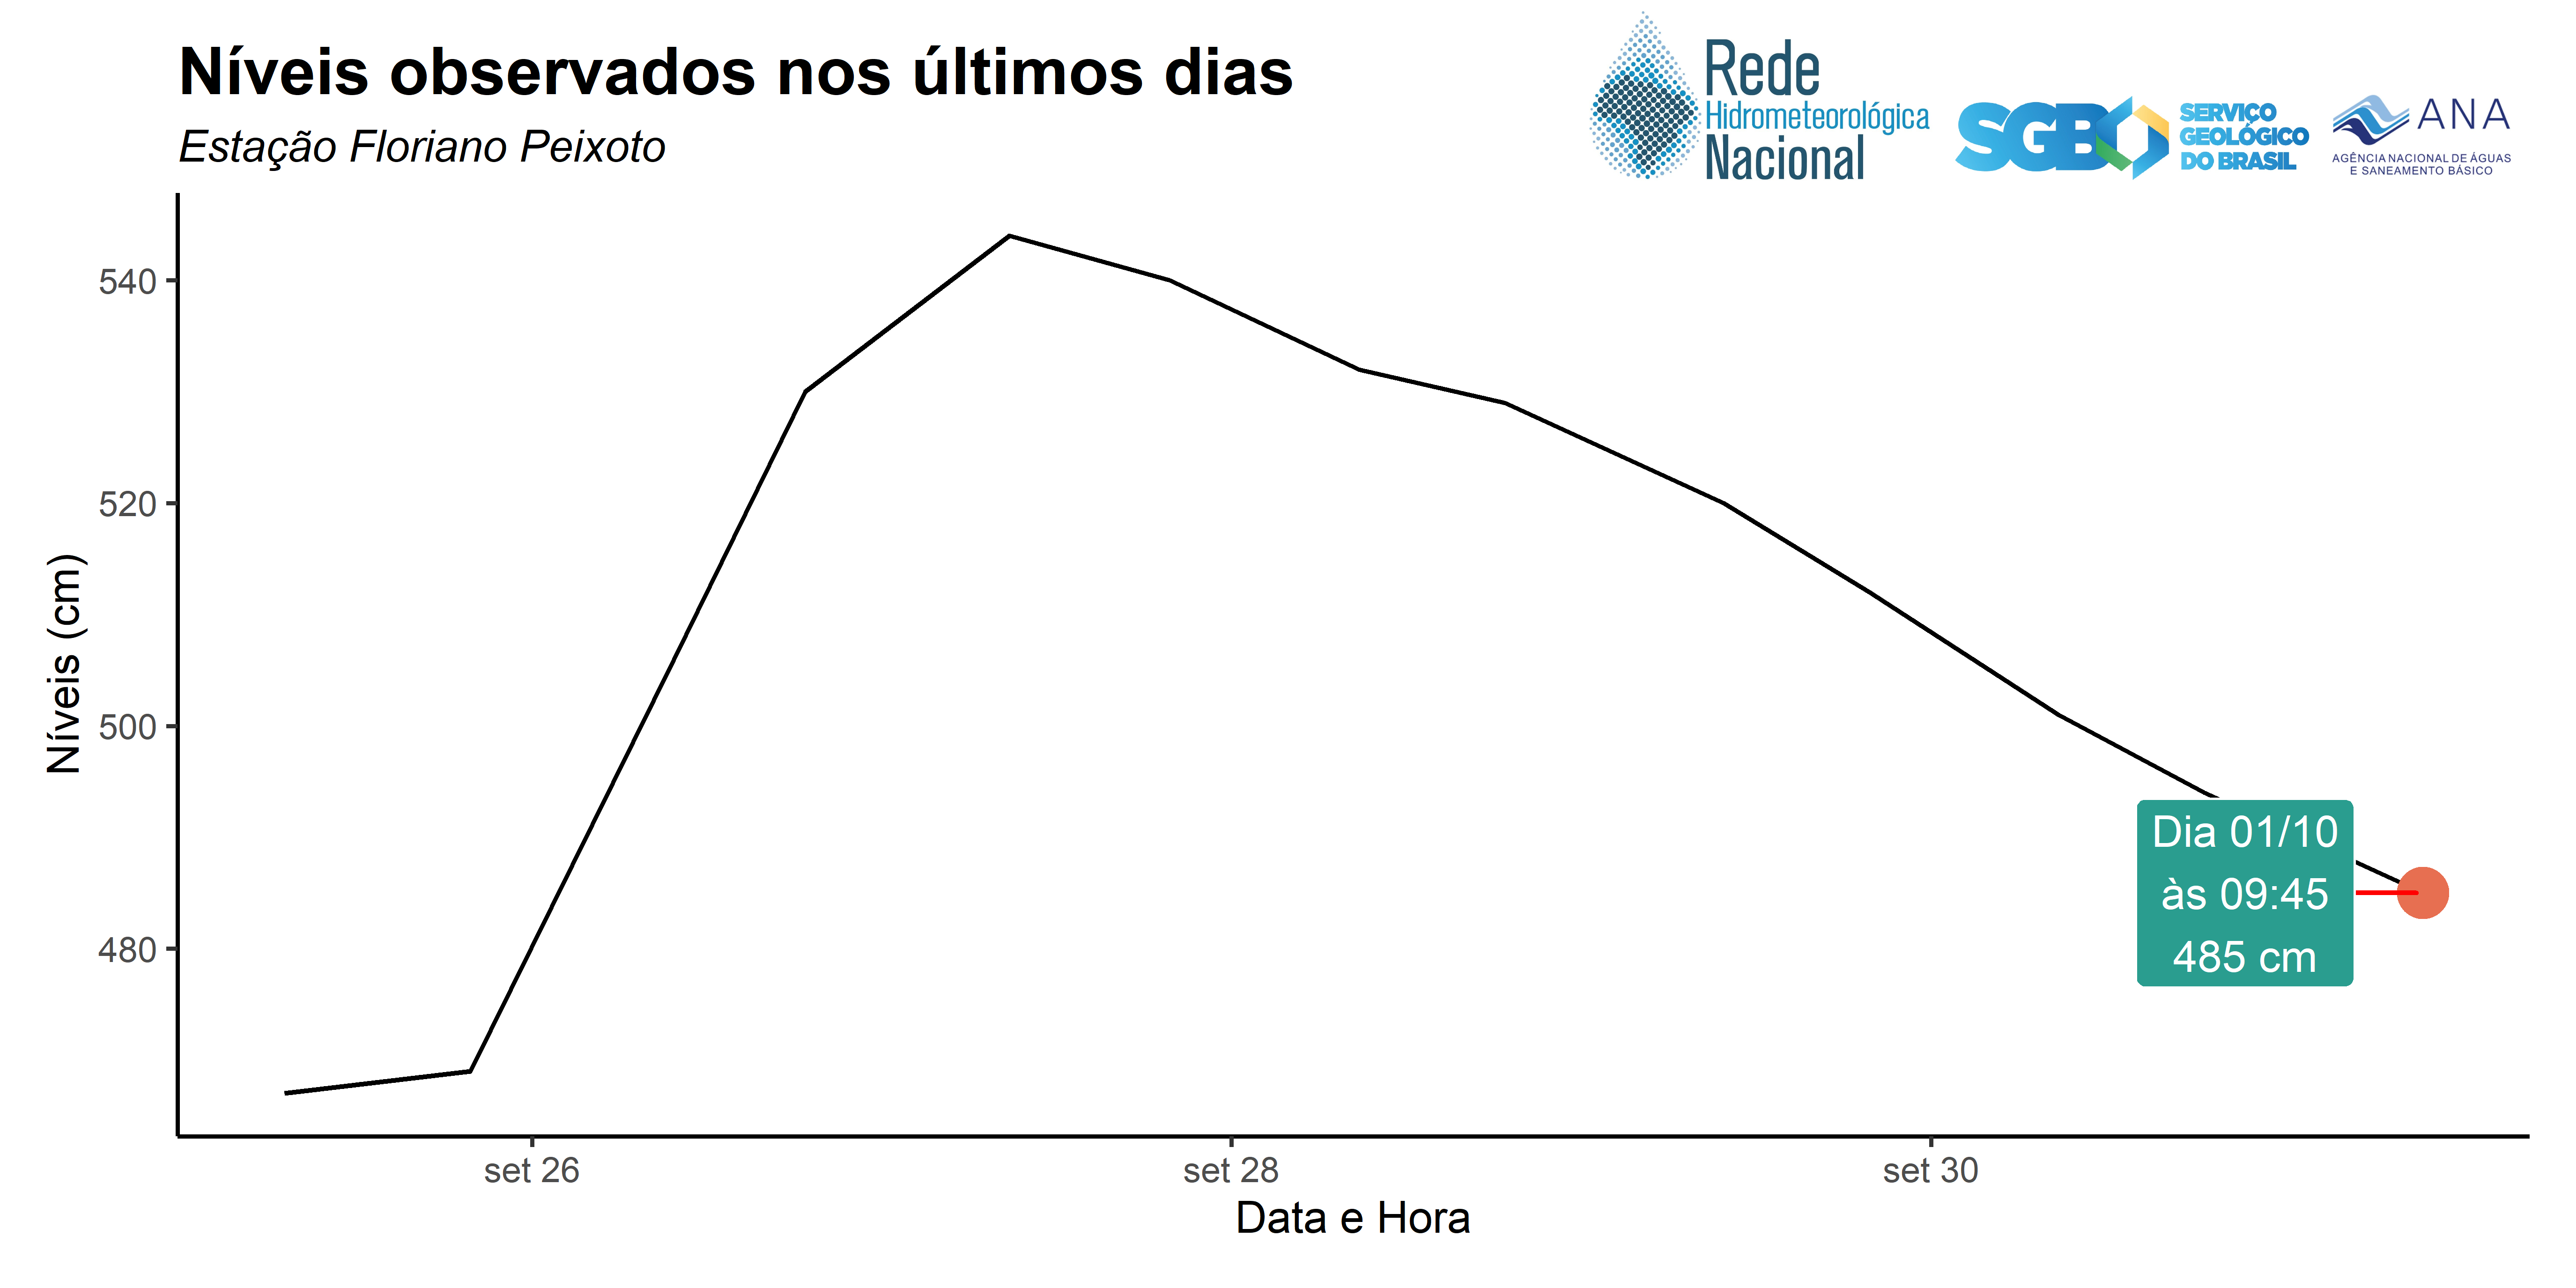 Níveis observados nos últimos dias
Estação Floriano Peixoto
Rede
Hidrometeorológica
Nacional
SGB
SERVIÇO
GEOLÓGICO
DO BRASIL
ANA
AGÊNCIA NACIONAL DE ÁGUAS
E SANEAMENTO BÁSICO
Níveis (cm)
540
520
500
480
Dia 01/10
às 09:45
485 cm
set 26
set 28
set 30
Data e Hora